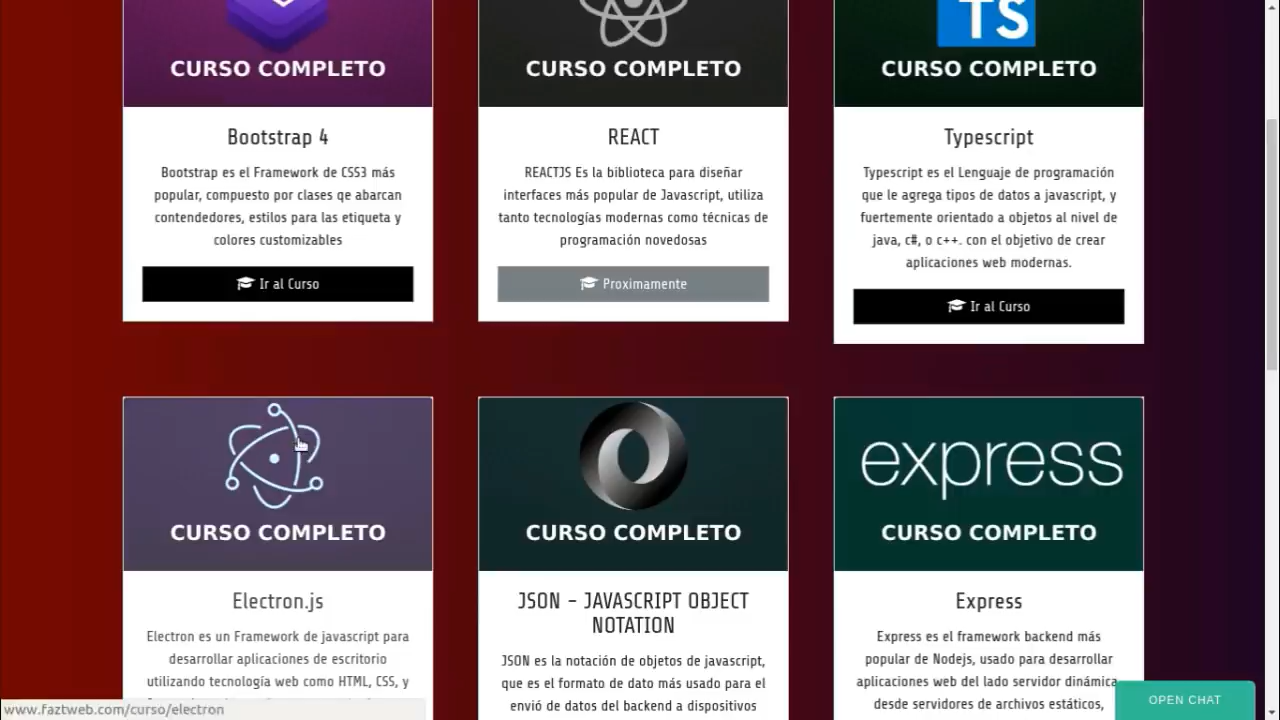 TS
CURSO COMPLETO
CURSO COMPLETO
CURSO COMPLETO
Bootstrap 4
Bootstrap es el Framework de CSS3 más
popular, compuesto por clases qe abarcan
contendedores, estilos para las etiqueta y
colores customizables
Ir al Curso
REACT
REACTJS Es la biblioteca para diseñar
interfaces más popular de Javascript, utiliza
tanto tecnologías modernas como técnicas de
programación novedosas
Proximamente
Typescript
Typescript es el Lenguaje de programación
que le agrega tipos de datos a javascript, y
fuertemente orientado a objetos al nivel de
java, c#, o c++. con el objetivo de crear
aplicaciones web modernas.
Ir al Curso
CURSO COMPLETO
CURSO COMPLETO
express
CURSO COMPLETO
Electron.js
Electron es un Framework de javascript para
desarrollar aplicaciones de escritorio
utilizando tecnología web como HTML, CSS, y
JSON - JAVASCRIPT OBJECT
NOTATION
JSON es la notación de objetos de javascript,
que es el formato de dato más usado para el
envió de datos del backend a dispositivos
Express
Express es el framework backend más
popular de Nodejs, usado para desarrollar
aplicaciones web del lado servidor dinámica
desde servidores de archivos estáticos,
www.faztweb.com/curso/electron
OPEN CHAT